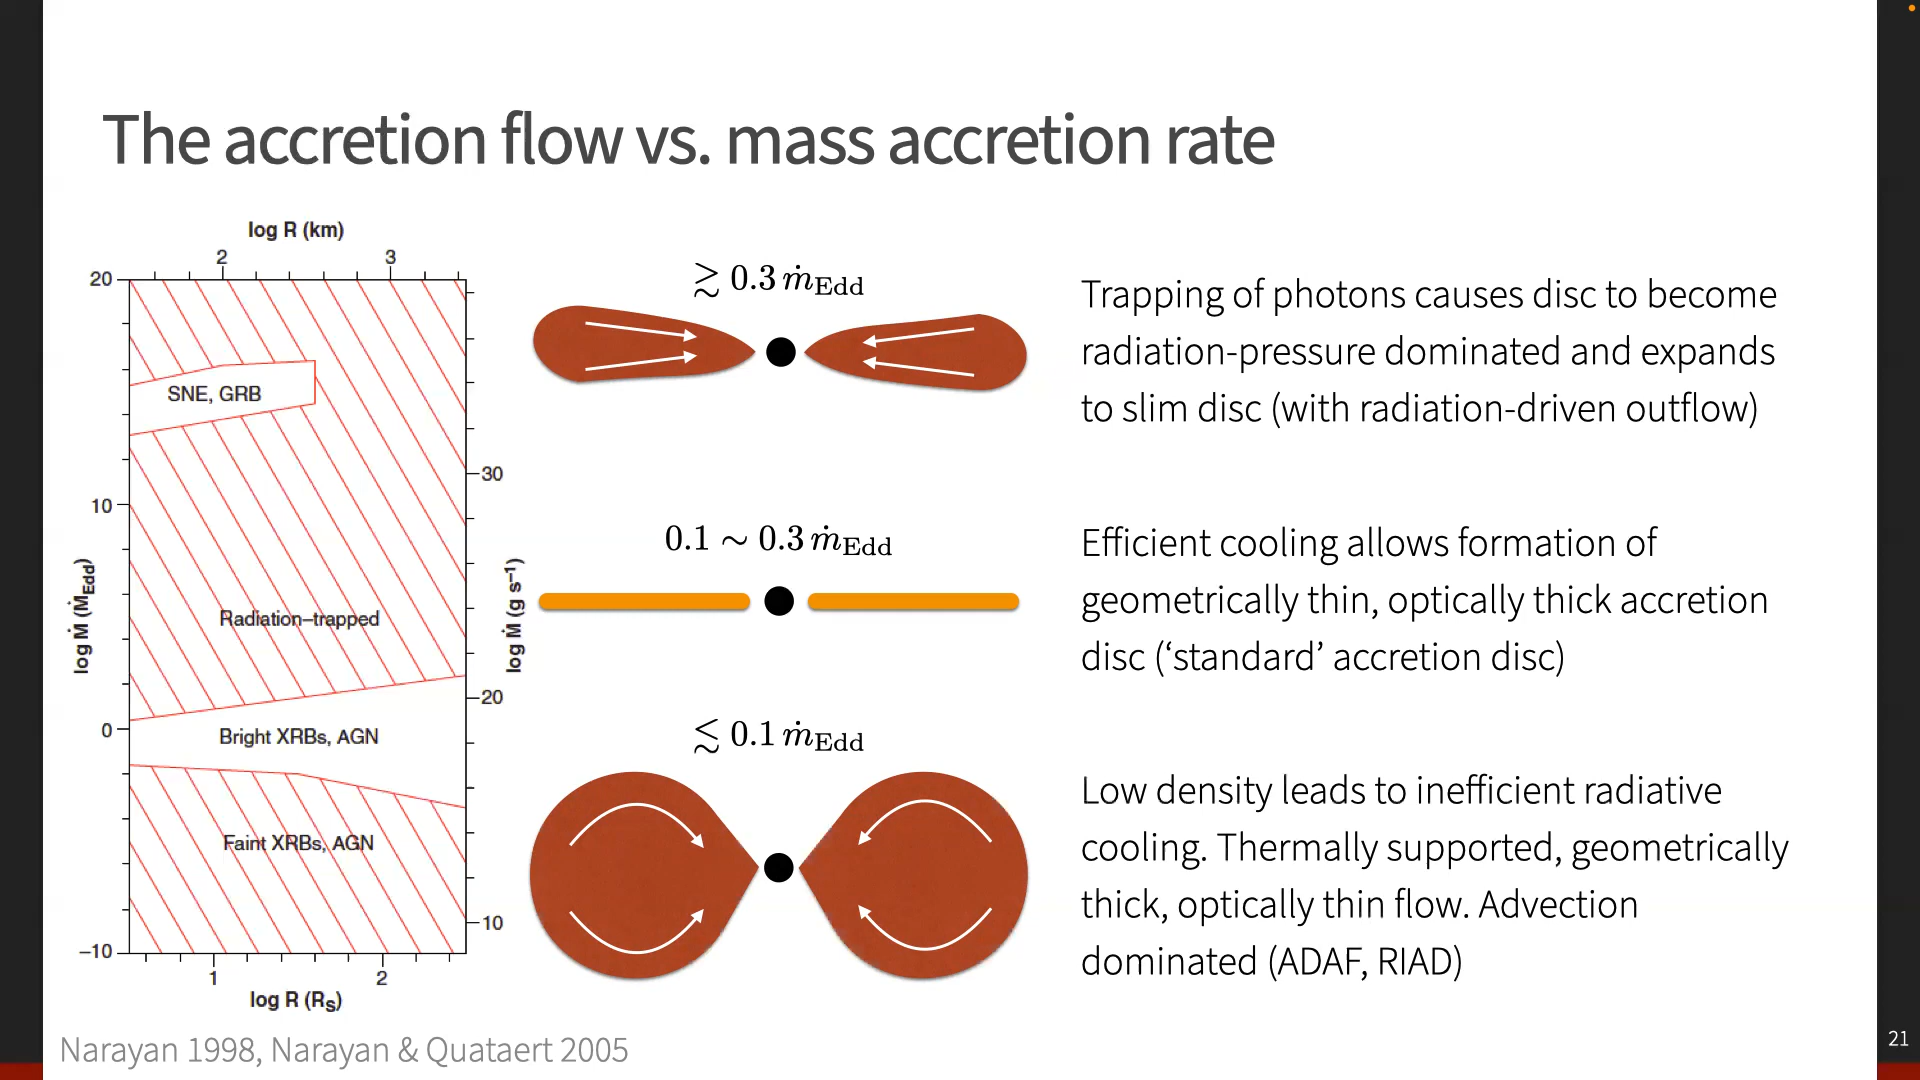 The accretion flow vs. mass accretion rate
log R (km)
2 3
20
10
0
−10
log Ṁ (ṀEdd)
SNE, GRB
Radiation–trapped
Bright XRBs, AGN
Faint XRBs, AGN
30
20
10
log Ṁ (g s⁻¹)
1 2
log R (RS)
≳ 0.3 ṁEdd
Trapping of photons causes disc to become
radiation-pressure dominated and expands
to slim disc (with radiation-driven outflow)
0.1 ∼ 0.3 ṁEdd
Efficient cooling allows formation of
geometrically thin, optically thick accretion
disc (‘standard’ accretion disc)
≲ 0.1 ṁEdd
Low density leads to inefficient radiative
cooling. Thermally supported, geometrically
thick, optically thin flow. Advection
dominated (ADAF, RIAD)
Narayan 1998, Narayan & Quataert 2005
21